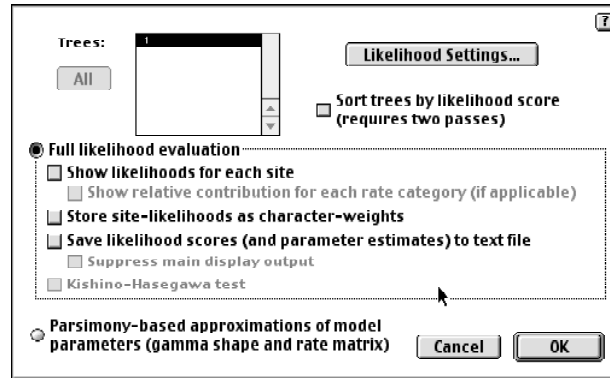 ?
Trees:
1
All
Likelihood Settings...
Sort trees by likelihood score
(requires two passes)
Full likelihood evaluation
Show likelihoods for each site
Show relative contribution for each rate category (if applicable)
Store site-likelihoods as character-weights
Save likelihood scores (and parameter estimates) to text file
Suppress main display output
Kishino-Hasegawa test
Parsimony-based approximations of model
parameters (gamma shape and rate matrix)
Cancel
OK